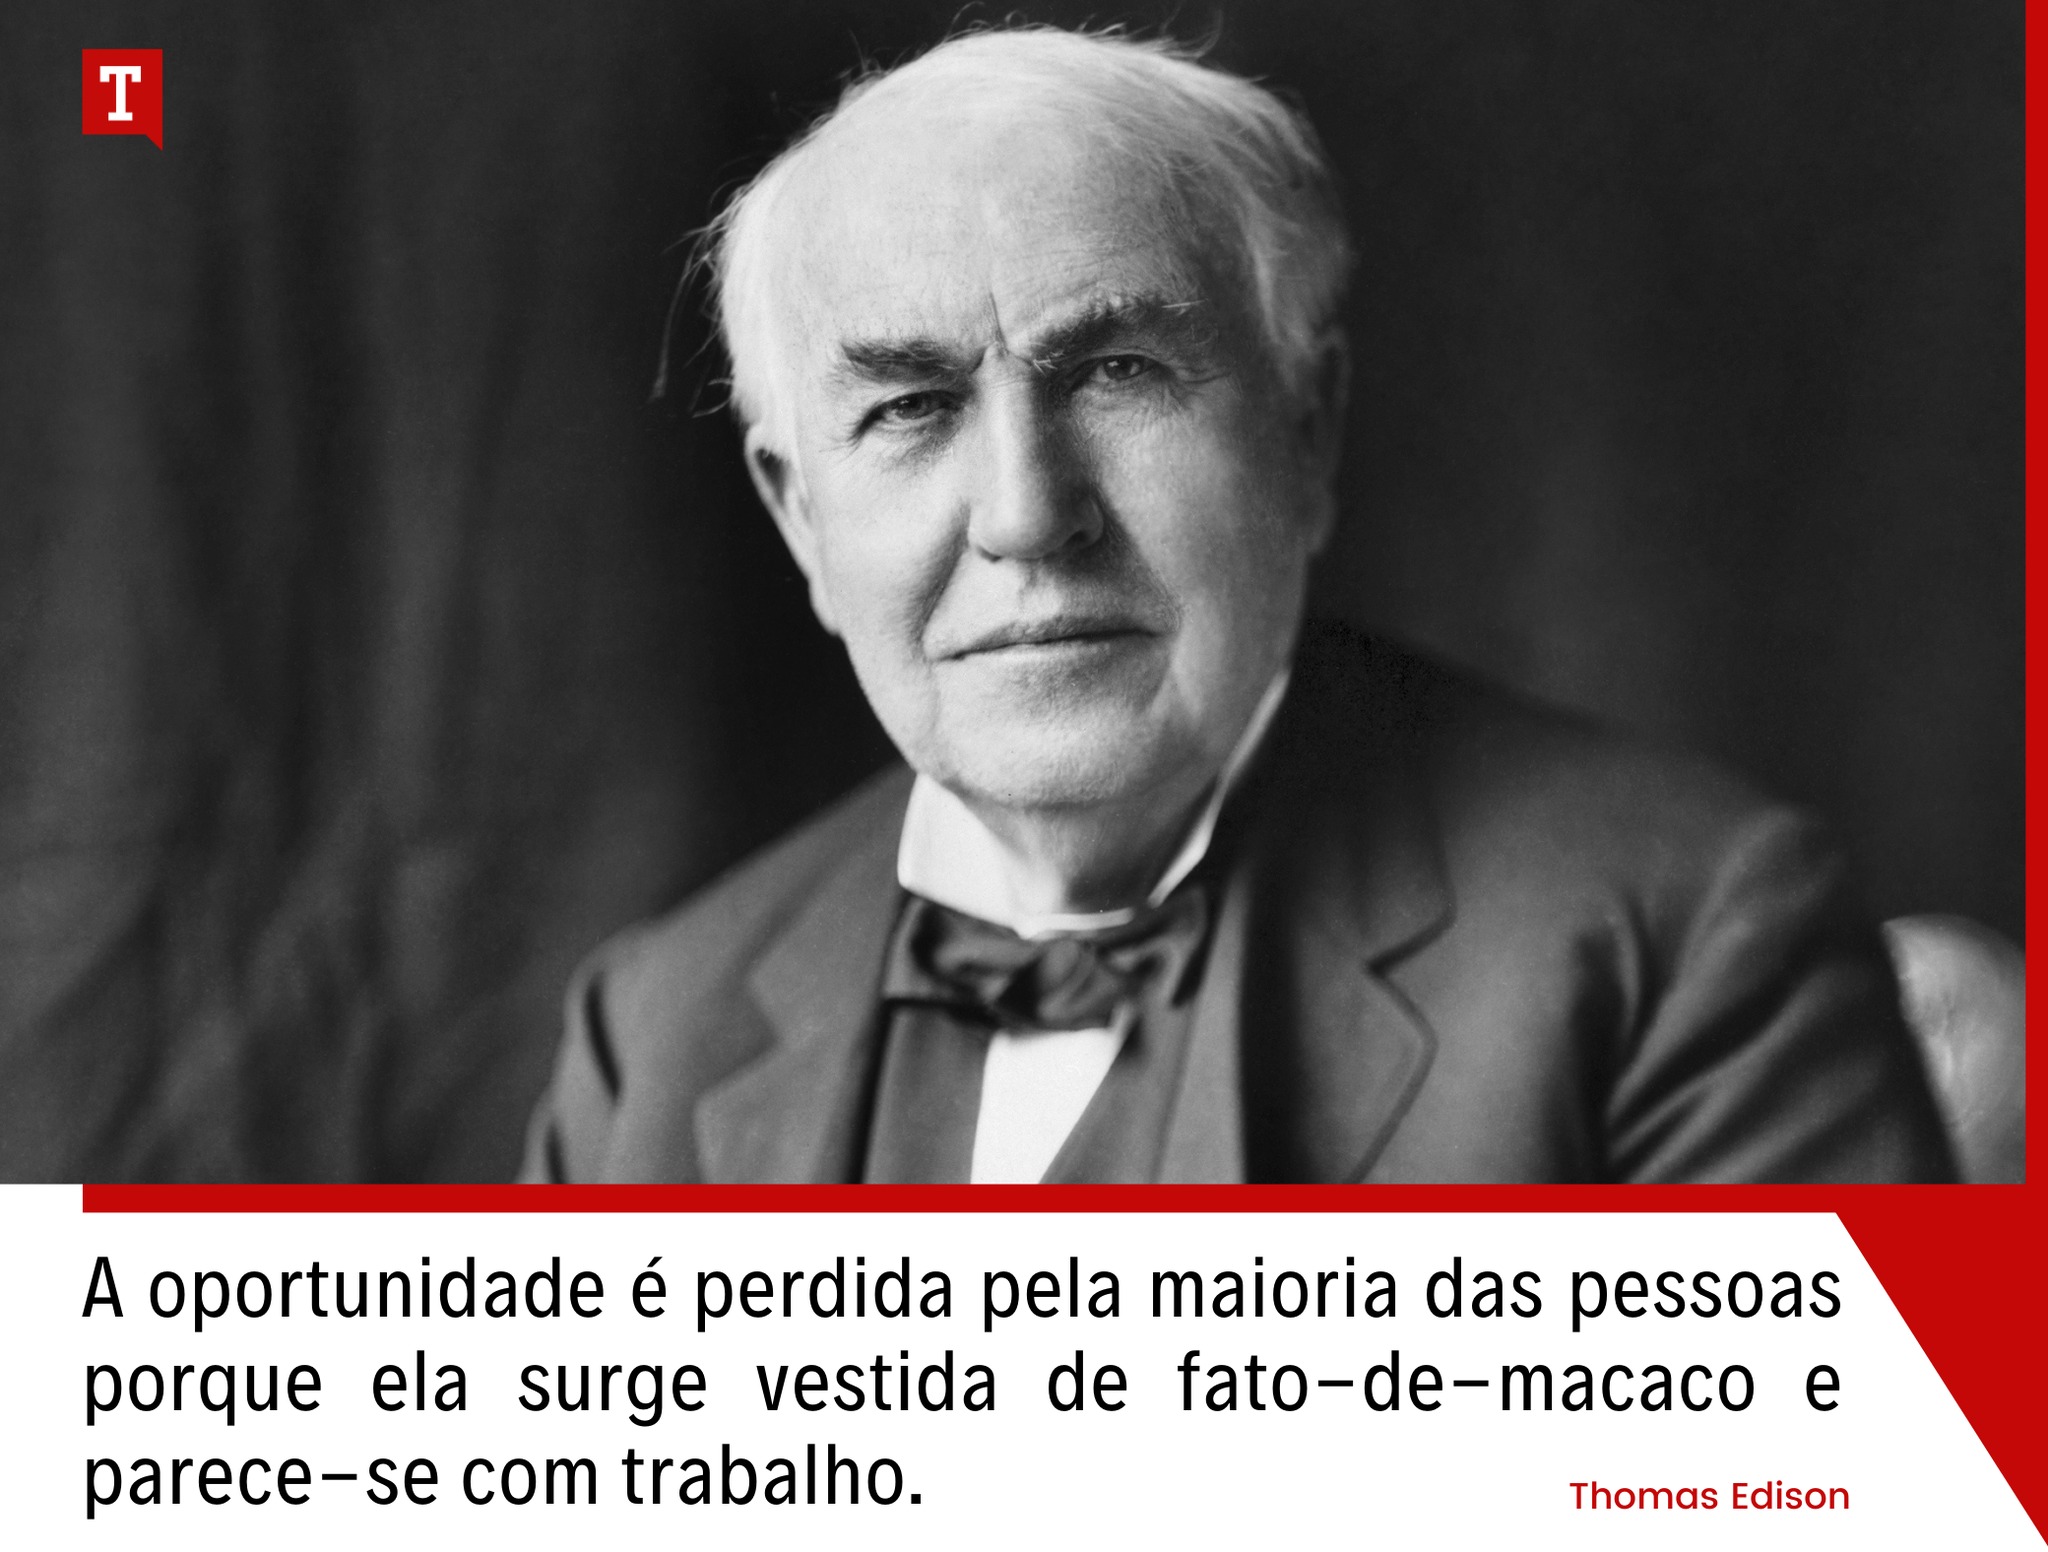 T
A oportunidade é perdida pela maioria das pessoas
porque ela surge vestida de fato-de-macaco e
parece-se com trabalho.
Thomas Edison